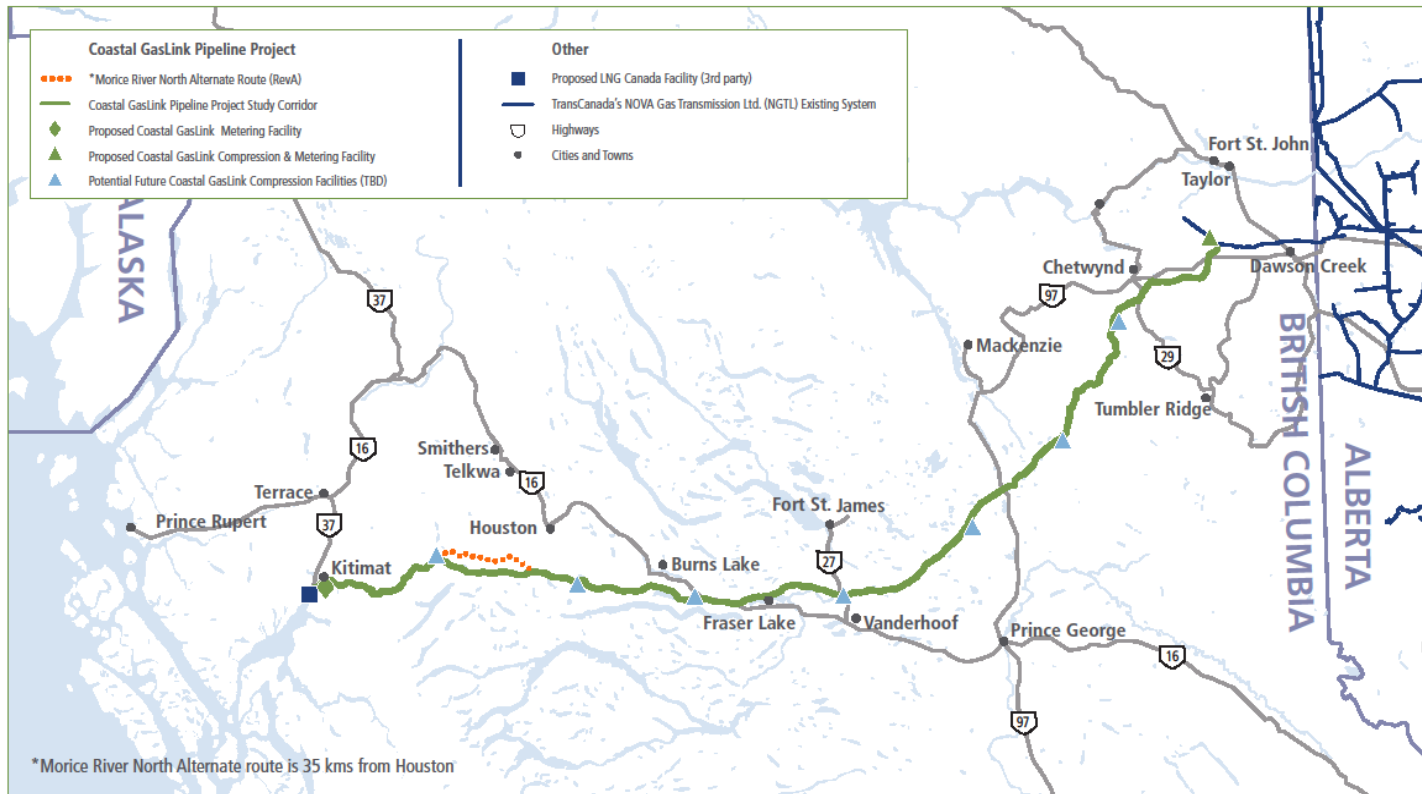 Coastal GasLink Pipeline Project
*Morice River North Alternate Route (RevA)
Coastal GasLink Pipeline Project Study Corridor
Proposed Coastal GasLink Metering Facility
Proposed Coastal GasLink Compression & Metering Facility
Potential Future Coastal GasLink Compression Facilities (TBD)
Other
Proposed LNG Canada Facility (3rd party)
TransCanada's NOVA Gas Transmission Ltd. (NGTL) Existing System
Highways
Cities and Towns
ALASKA
Fort St. John
Taylor
Chetwynd
Dawson Creek
37
97
Mackenzie
29
Tumbler Ridge
BRITISH COLUMBIA
ALBERTA
16
Smithers
Telkwa
16
Terrace
Prince Rupert
37
Houston
Fort St. James
Kitimat
Burns Lake
27
Fraser Lake
Vanderhoof
Prince George
16
97
*Morice River North Alternate route is 35 kms from Houston